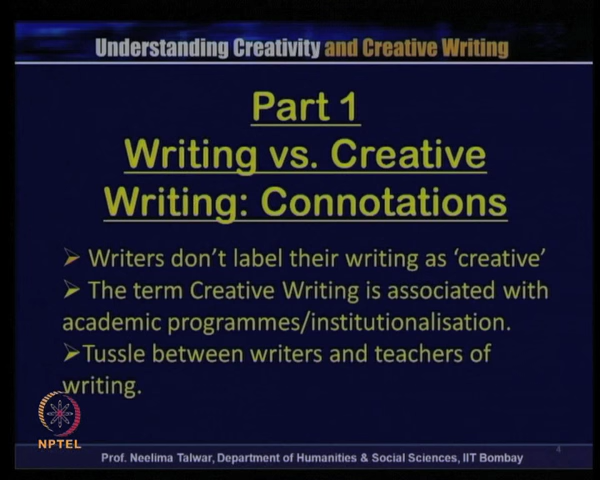 Understanding Creativity and Creative Writing
Part 1
Writing vs. Creative
Writing: Connotations
➢ Writers don't label their writing as 'creative'
➢ The term Creative Writing is associated with
academic programmes/institutionalisation.
➢Tussle between writers and teachers of
writing.
NPTEL
Prof. Neelima Talwar, Department of Humanities & Social Sciences, IIT Bombay
4